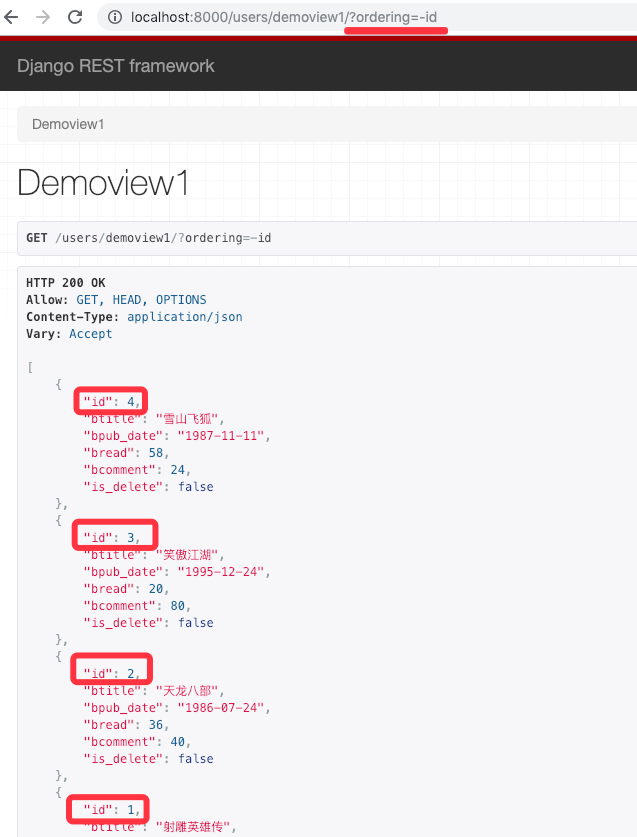 localhost:8000/users/demoview1/?ordering=-id
Django REST framework
Demoview1
Demoview1
GET /users/demoview1/?ordering=-id
HTTP 200 OK
Allow: GET, HEAD, OPTIONS
Content-Type: application/json
Vary: Accept
[
{
"id": 4,
"btitle": "雪山飞狐",
"bpub_date": "1987-11-11",
"bread": 58,
"bcomment": 24,
"is_delete": false
},
{
"id": 3,
"btitle": "笑傲江湖",
"bpub_date": "1995-12-24",
"bread": 20,
"bcomment": 80,
"is_delete": false
},
{
"id": 2,
"btitle": "天龙八部",
"bpub_date": "1986-07-24",
"bread": 36,
"bcomment": 40,
"is_delete": false
},
{
"id": 1,
"btitle": "射雕英雄传",